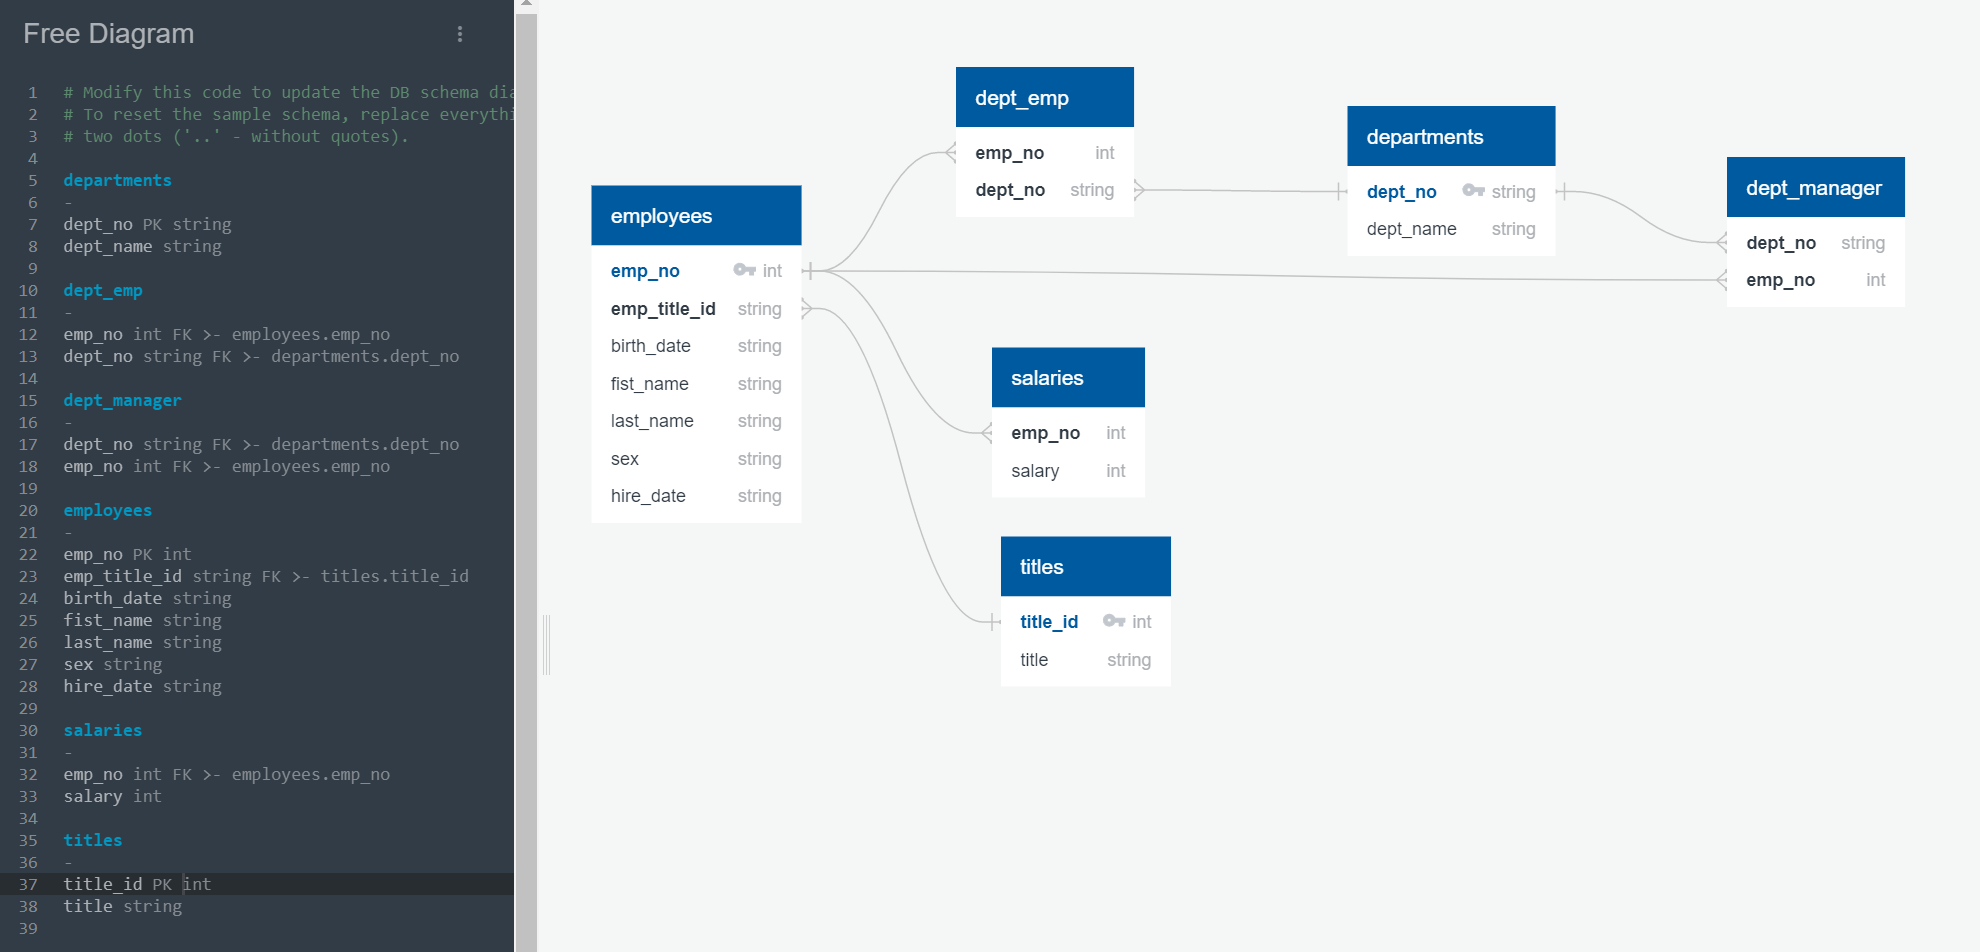 Free Diagram
1 # Modify this code to update the DB schema dia
2 # To reset the sample schema, replace everythi
3 # two dots ('..' - without quotes).
4
5 departments
6 -
7 dept_no PK string
8 dept_name string
9
10 dept_emp
11 -
12 emp_no int FK >- employees.emp_no
13 dept_no string FK >- departments.dept_no
14
15 dept_manager
16 -
17 dept_no string FK >- departments.dept_no
18 emp_no int FK >- employees.emp_no
19
20 employees
21 -
22 emp_no PK int
23 emp_title_id string FK >- titles.title_id
24 birth_date string
25 fist_name string
26 last_name string
27 sex string
28 hire_date string
29
30 salaries
31 -
32 emp_no int FK >- employees.emp_no
33 salary int
34
35 titles
36 -
37 title_id PK int
38 title string
39
employees
emp_no int
emp_title_id string
birth_date string
fist_name string
last_name string
sex string
hire_date string
dept_emp
emp_no int
dept_no string
departments
dept_no string
dept_name string
dept_manager
dept_no string
emp_no int
salaries
emp_no int
salary int
titles
title_id int
title string